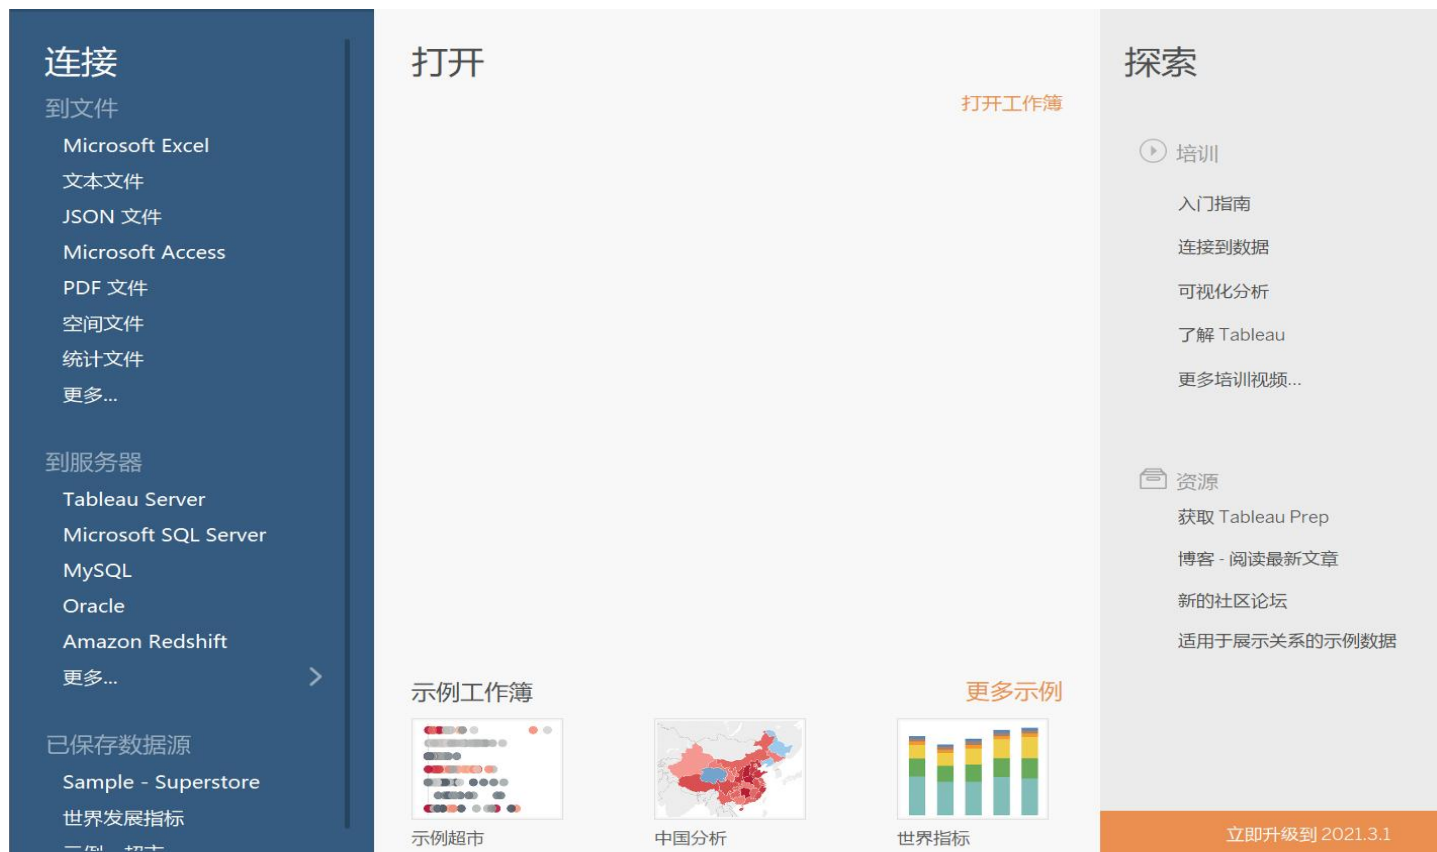 连接
到文件
Microsoft Excel
文本文件
JSON 文件
Microsoft Access
PDF 文件
空间文件
统计文件
更多...
到服务器
Tableau Server
Microsoft SQL Server
MySQL
Oracle
Amazon Redshift
更多...
已保存数据源
Sample - Superstore
世界发展指标
打开
打开工作簿
示例工作簿
更多示例
示例超市
中国分析
世界指标
探索
培训
入门指南
连接到数据
可视化分析
了解 Tableau
更多培训视频...
资源
获取 Tableau Prep
博客 - 阅读最新文章
新的社区论坛
适用于展示关系的示例数据
立即升级到 2021.3.1